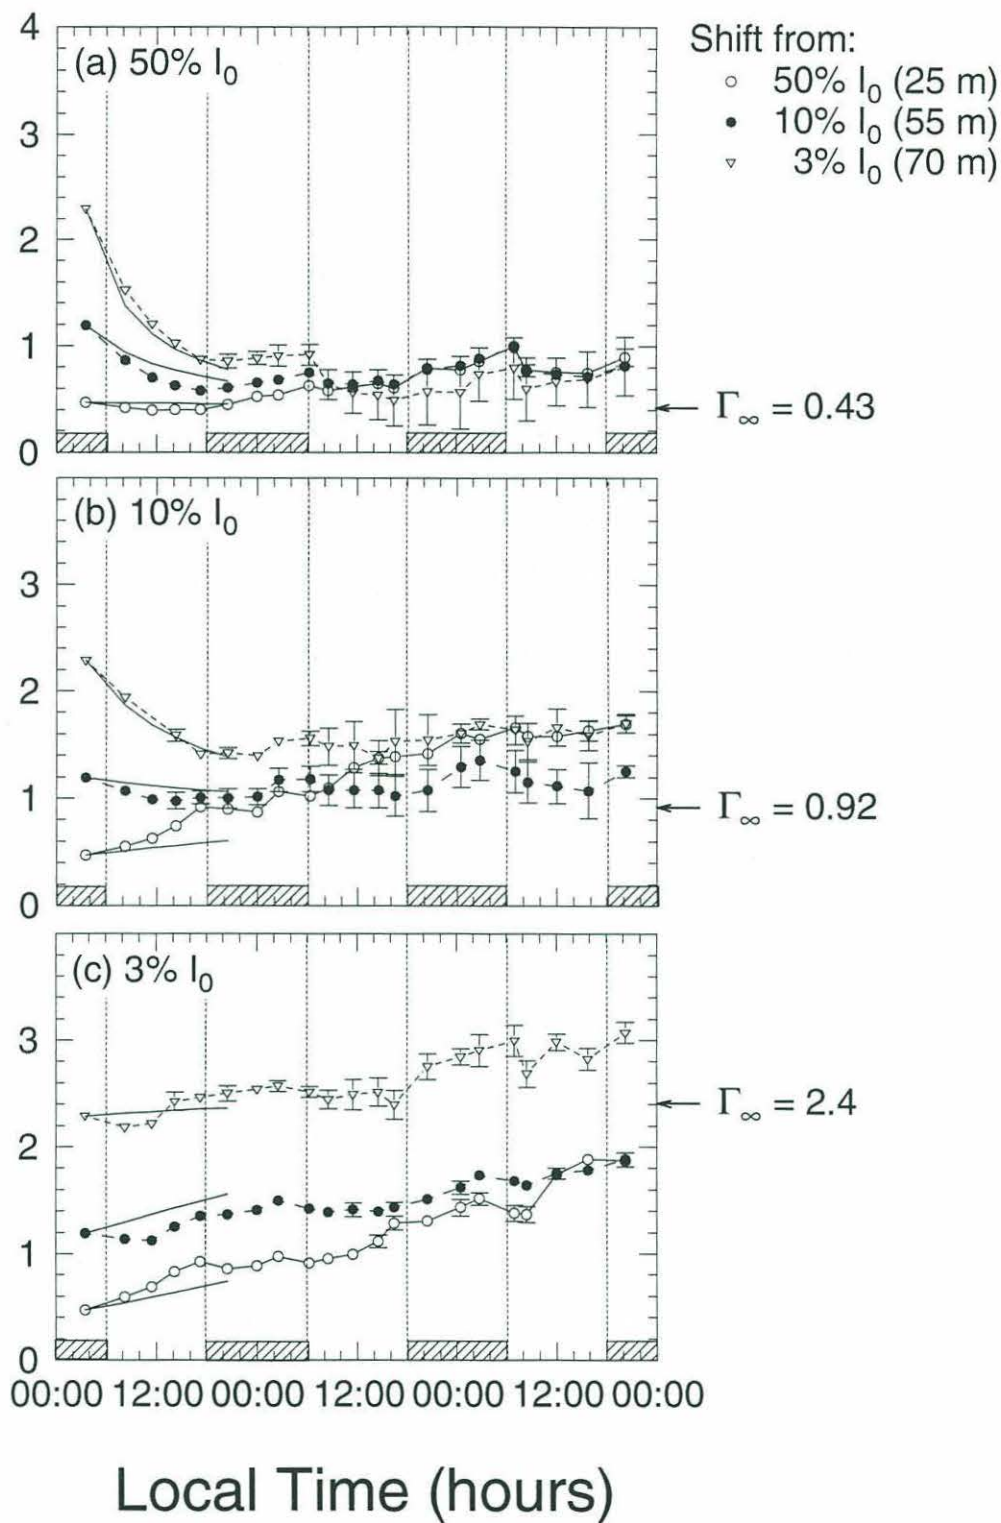 Shift from:
50% I₀ (25 m)
10% I₀ (55 m)
3% I₀ (70 m)
4
(a) 50% I₀
3
2
1
0
Γ∞ = 0.43
(b) 10% I₀
3
2
1
0
Γ∞ = 0.92
(c) 3% I₀
3
2
1
0
Γ∞ = 2.4
00:00 12:00 00:00 12:00 00:00 12:00 00:00
Local Time (hours)